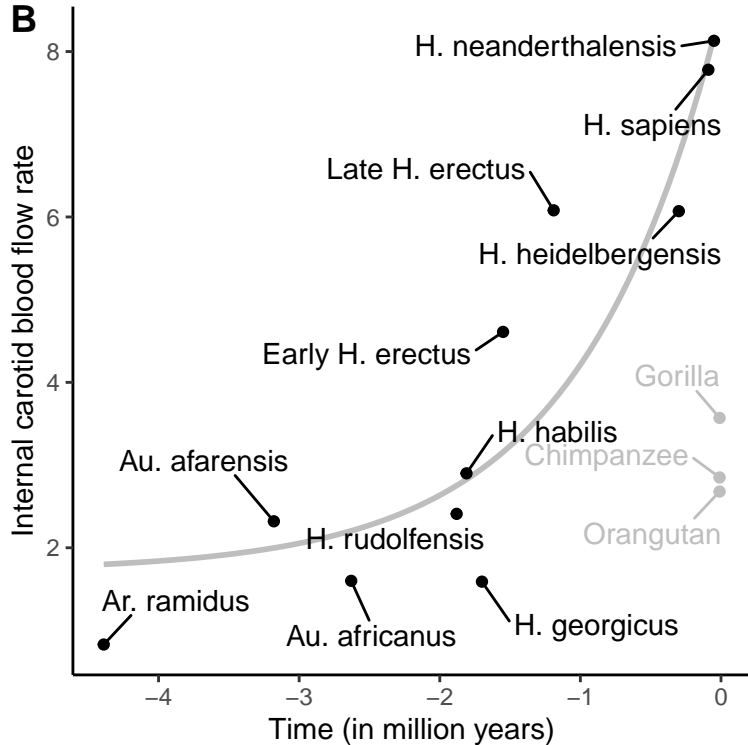 B
8
H. neanderthalensis
H. sapiens
Late H. erectus
6
H. heidelbergensis
Early H. erectus
4
Gorilla
H. habilis
Chimpanzee
Au. afarensis
2
H. rudolfensis
Orangutan
Ar. ramidus
Au. africanus
H. georgicus
Internal carotid blood flow rate
−4
−3
−2
−1
0
Time (in million years)